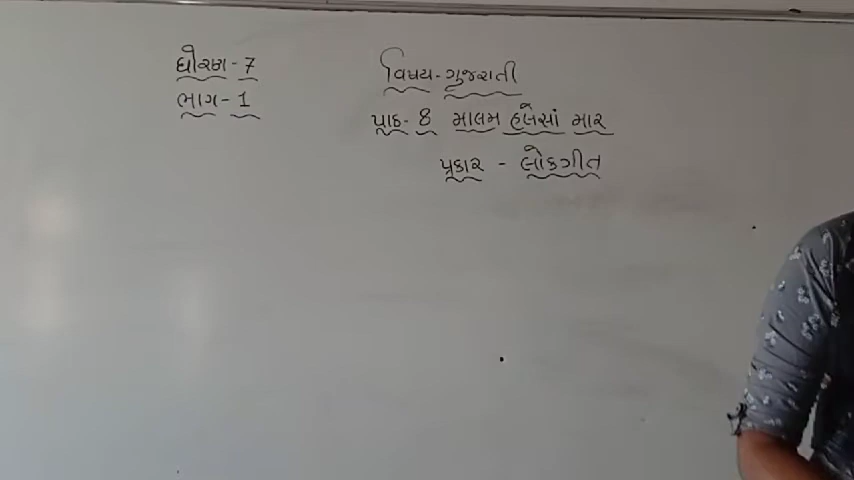 ધોરણ-7
વિષય-ગુજરાતી
ભાગ-1
પાઠ-8 માલમ હલેસાં માર
પ્રકાર - લોકગીત